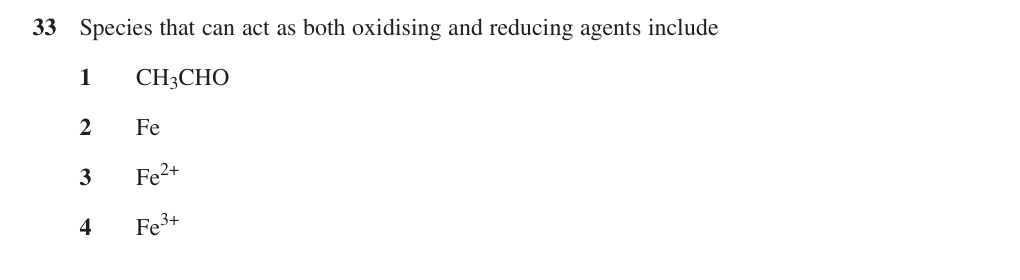 33 Species that can act as both oxidising and reducing agents include
1 CH₃CHO
2 Fe
3 Fe²⁺
4 Fe³⁺